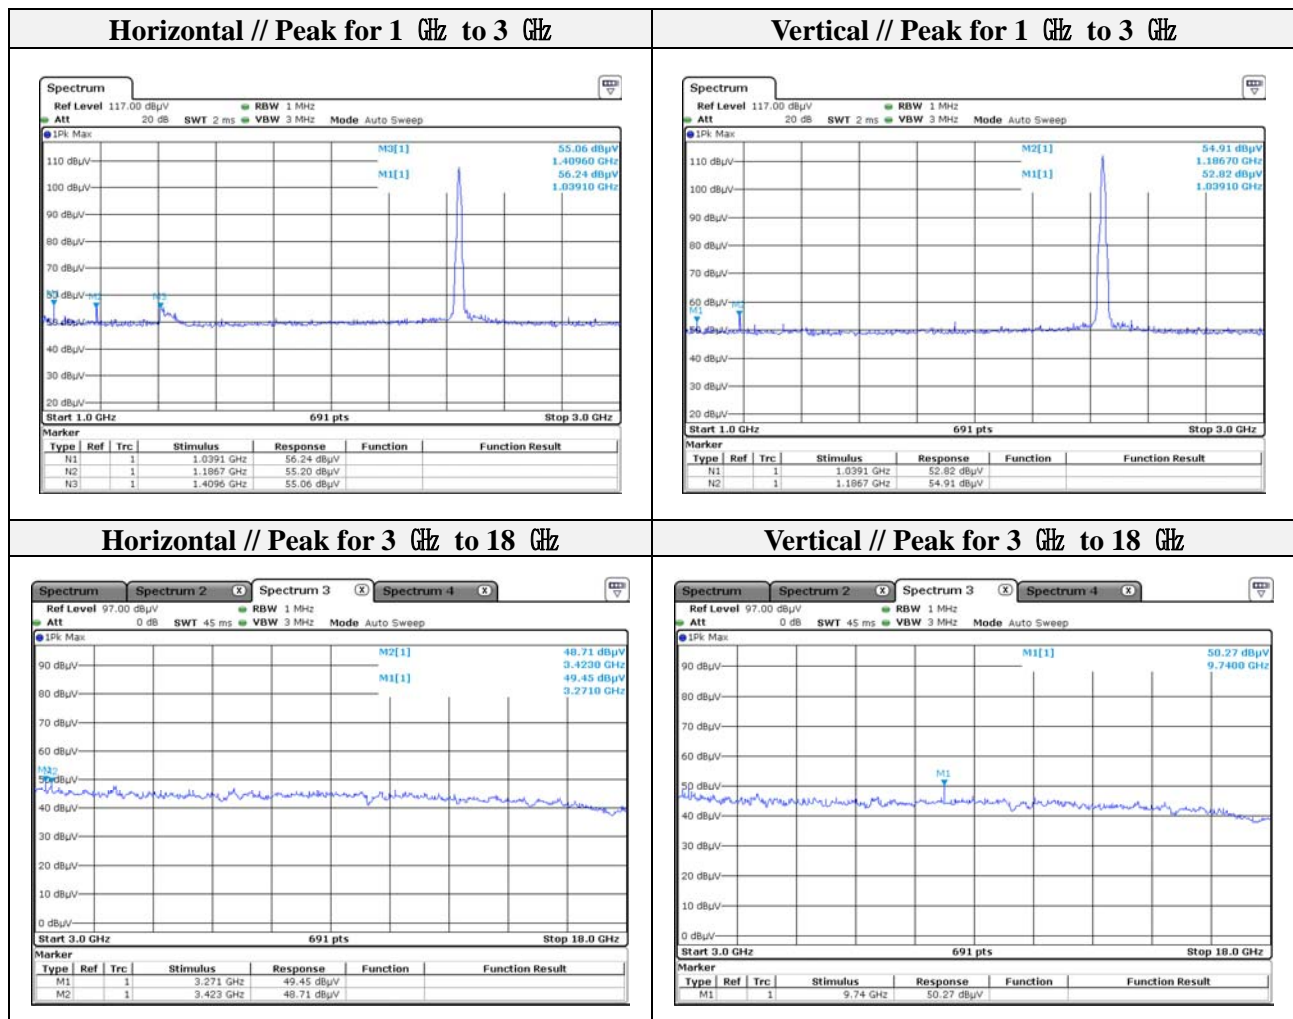 Horizontal // Peak for 1 ㎓ to 3 ㎓
Spectrum
Ref Level 117.00 dBµV RBW 1 MHz
Att 20 dB SWT 2 ms VBW 3 MHz Mode Auto Sweep
1Pk Max
M3[1] 55.06 dBµV
1.40960 GHz
M1[1] 56.24 dBµV
1.03910 GHz
110 dBµV
100 dBµV
90 dBµV
80 dBµV
70 dBµV
M2
M3
40 dBµV
30 dBµV
20 dBµV
Start 1.0 GHz 691 pts Stop 3.0 GHz
Marker
Type Ref Trc Stimulus Response Function Function Result
N1 1 1.0391 GHz 56.24 dBµV
N2 1 1.1867 GHz 55.20 dBµV
N3 1 1.4096 GHz 55.06 dBµV
Vertical // Peak for 1 ㎓ to 3 ㎓
Spectrum
Ref Level 117.00 dBµV RBW 1 MHz
Att 20 dB SWT 2 ms VBW 3 MHz Mode Auto Sweep
1Pk Max
M2[1] 54.91 dBµV
1.18670 GHz
M1[1] 52.82 dBµV
1.03910 GHz
110 dBµV
100 dBµV
90 dBµV
80 dBµV
70 dBµV
60 dBµV
M1
M2
40 dBµV
30 dBµV
20 dBµV
Start 1.0 GHz 691 pts Stop 3.0 GHz
Marker
Type Ref Trc Stimulus Response Function Function Result
N1 1 1.0391 GHz 52.82 dBµV
N2 1 1.1867 GHz 54.91 dBµV
Horizontal // Peak for 3 ㎓ to 18 ㎓
Spectrum Spectrum 2 Spectrum 3 Spectrum 4
Ref Level 97.00 dBµV RBW 1 MHz
Att 0 dB SWT 45 ms VBW 3 MHz Mode Auto Sweep
1Pk Max
M2[1] 48.71 dBµV
3.4230 GHz
M1[1] 49.45 dBµV
3.2710 GHz
90 dBµV
80 dBµV
70 dBµV
60 dBµV
50 dBµV
40 dBµV
30 dBµV
20 dBµV
10 dBµV
0 dBµV
Start 3.0 GHz 691 pts Stop 18.0 GHz
Marker
Type Ref Trc Stimulus Response Function Function Result
M1 1 3.271 GHz 49.45 dBµV
M2 1 3.423 GHz 48.71 dBµV
Vertical // Peak for 3 ㎓ to 18 ㎓
Spectrum Spectrum 2 Spectrum 3 Spectrum 4
Ref Level 97.00 dBµV RBW 1 MHz
Att 0 dB SWT 45 ms VBW 3 MHz Mode Auto Sweep
1Pk Max
M1[1] 50.27 dBµV
9.7400 GHz
90 dBµV
80 dBµV
70 dBµV
60 dBµV
M1
50 dBµV
40 dBµV
30 dBµV
20 dBµV
10 dBµV
0 dBµV
Start 3.0 GHz 691 pts Stop 18.0 GHz
Marker
Type Ref Trc Stimulus Response Function Function Result
M1 1 9.74 GHz 50.27 dBµV